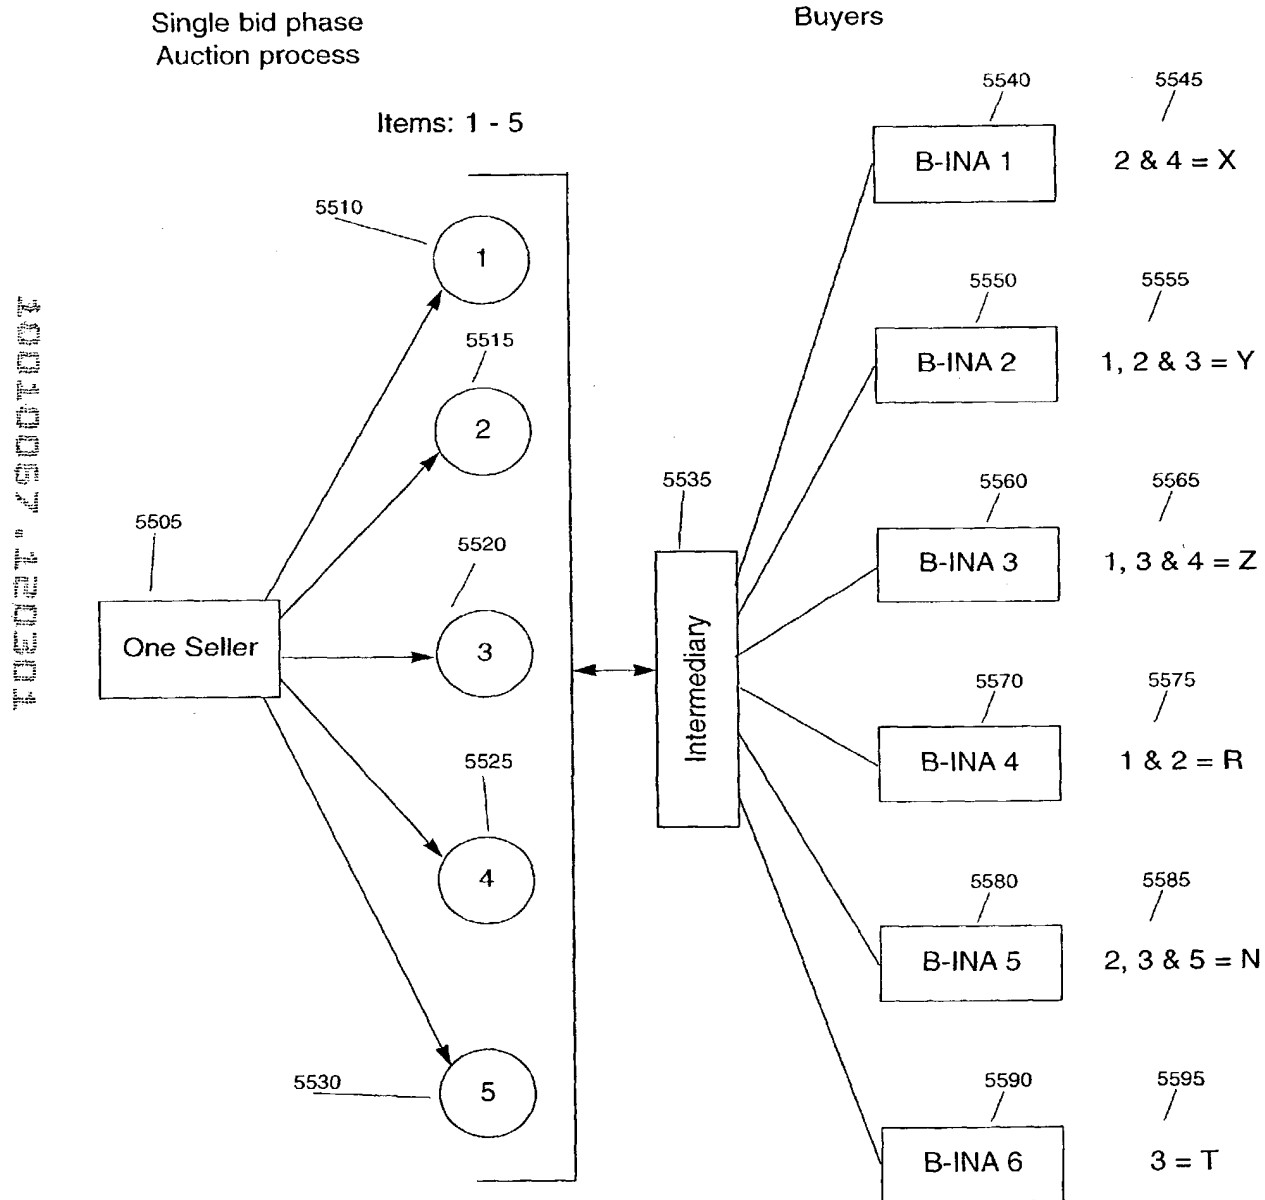 Single bid phase
Auction process
Buyers
Items: 1 - 5
5510
1
5515
2
5505
One Seller
5520
3
5525
4
5530
5
5535
Intermediary
5540
5545
B-INA 1
2 & 4 = X
5550
5555
B-INA 2
1, 2 & 3 = Y
5560
5565
B-INA 3
1, 3 & 4 = Z
5570
5575
B-INA 4
1 & 2 = R
5580
5585
B-INA 5
2, 3 & 5 = N
5590
5595
B-INA 6
3 = T